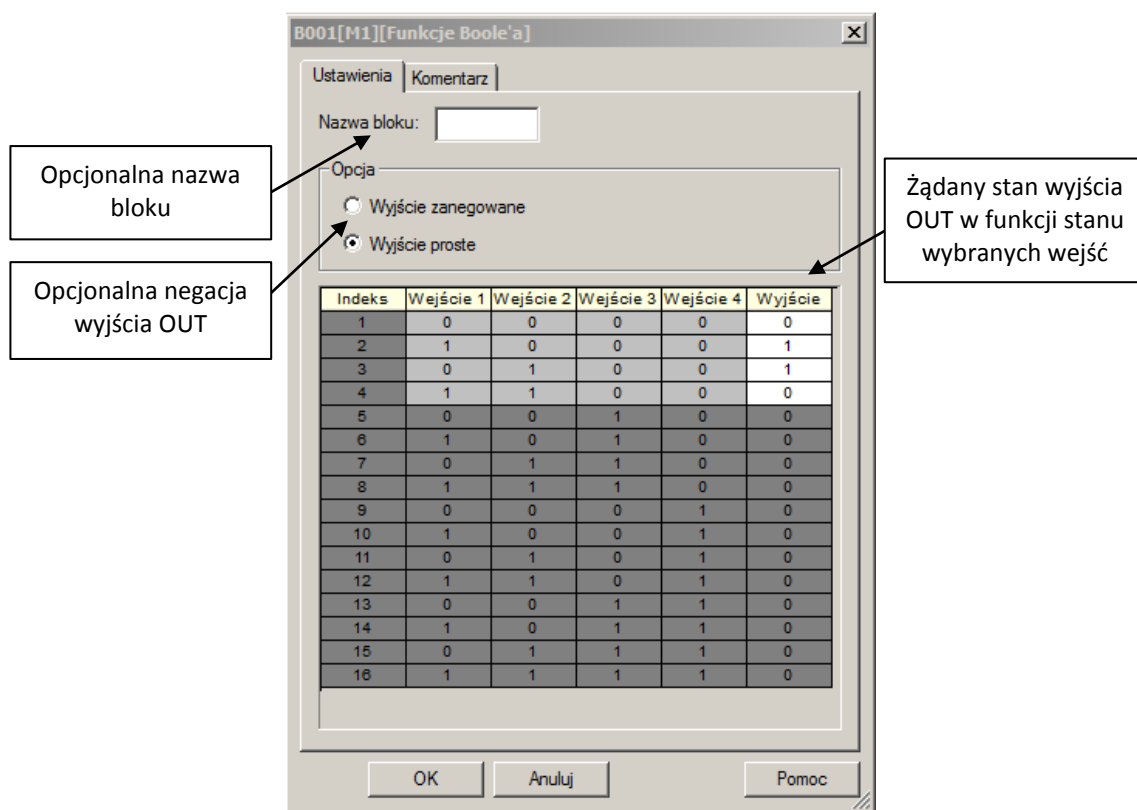 B001[M1][Funkcje Boole'a]
Ustawienia Komentarz
Nazwa bloku:
Opcjonalna nazwa
bloku
Opcja
Wyjście zanegowane
Wyjście proste
Opcjonalna negacja
wyjścia OUT
Żądany stan wyjścia
OUT w funkcji stanu
wybranych wejść
Indeks Wejście 1 Wejście 2 Wejście 3 Wejście 4 Wyjście
1 0 0 0 0 0
2 1 0 0 0 1
3 0 1 0 0 1
4 1 1 0 0 0
5 0 0 1 0 0
6 1 0 1 0 0
7 0 1 1 0 0
8 1 1 1 0 0
9 0 0 0 1 0
10 1 0 0 1 0
11 0 1 0 1 0
12 1 1 0 1 0
13 0 0 1 1 0
14 1 0 1 1 0
15 0 1 1 1 0
16 1 1 1 1 0
OK Anuluj Pomoc